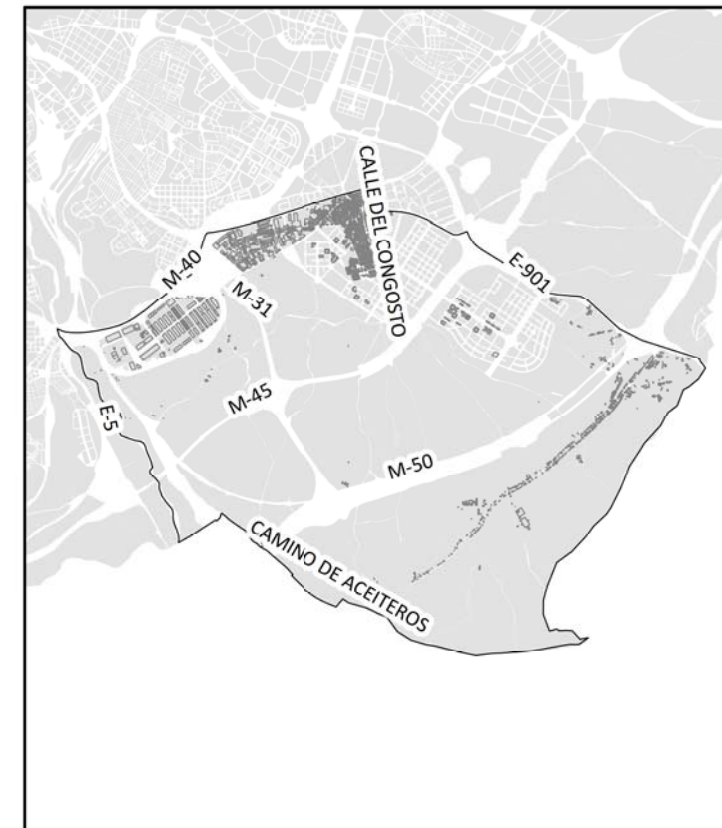 CALLE DEL CONGOSTO
E-901
M-40
M-31
M-45
E-5
M-50
CAMINO DE ACEITEROS